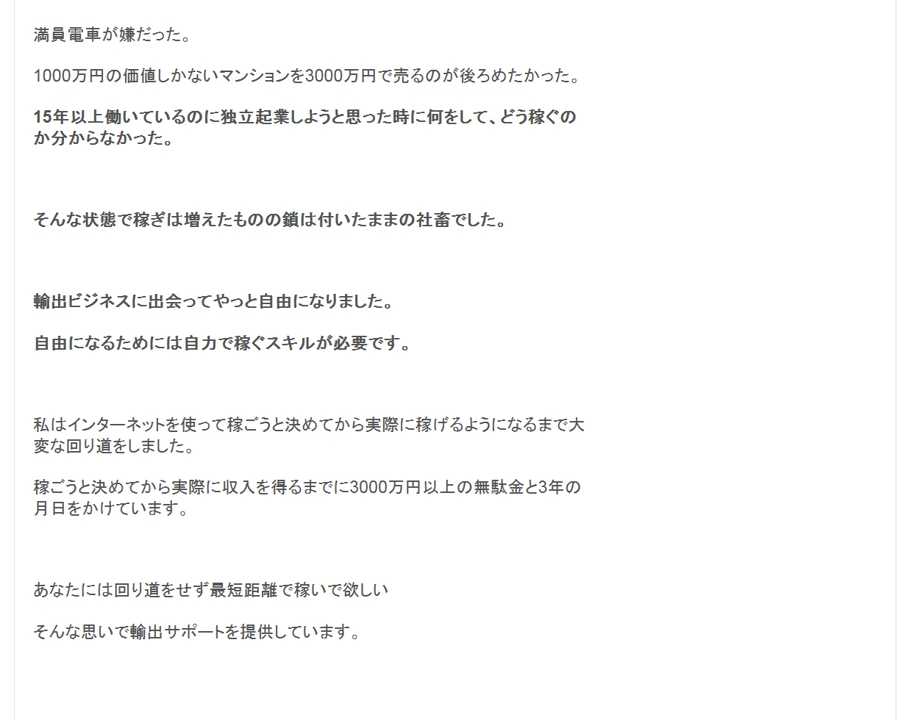 満員電車が嫌だった。
1000万円の価値しかないマンションを3000万円で売るのが後ろめたかった。
15年以上働いているのに独立起業しようと思った時に何をして、どう稼ぐの
か分からなかった。
そんな状態で稼ぎは増えたものの鎖は付いたままの社畜でした。
輸出ビジネスに出会ってやっと自由になりました。
自由になるためには自力で稼ぐスキルが必要です。
私はインターネットを使って稼ごうと決めてから実際に稼げるようになるまで大
変な回り道をしました。
稼ごうと決めてから実際に収入を得るまでに3000万円以上の無駄金と3年の
月日をかけています。
あなたには回り道をせず最短距離で稼いで欲しい
そんな思いで輸出サポートを提供しています。